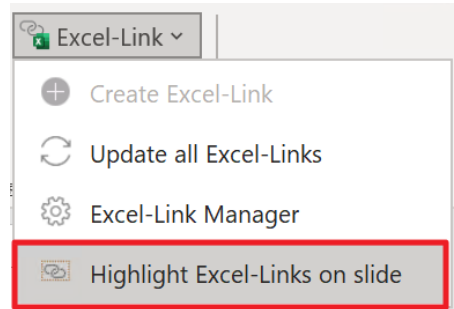 Excel-Link
Create Excel-Link
Update all Excel-Links
Excel-Link Manager
Highlight Excel-Links on slide